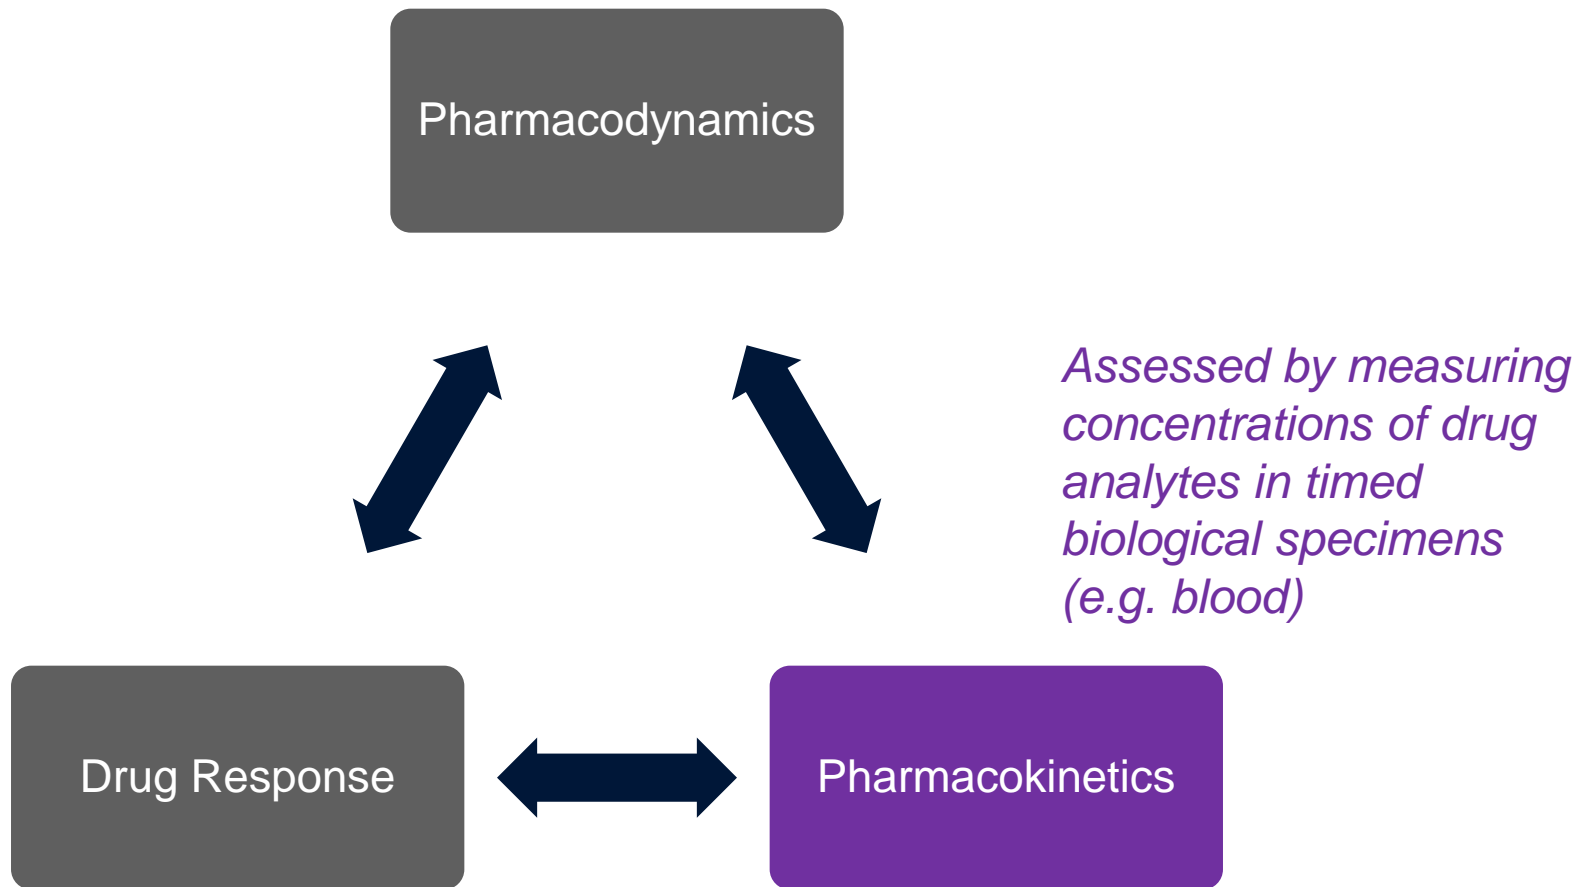 Pharmacodynamics
Assessed by measuring
concentrations of drug
analytes in timed
biological specimens
(e.g. blood)
Drug Response
Pharmacokinetics